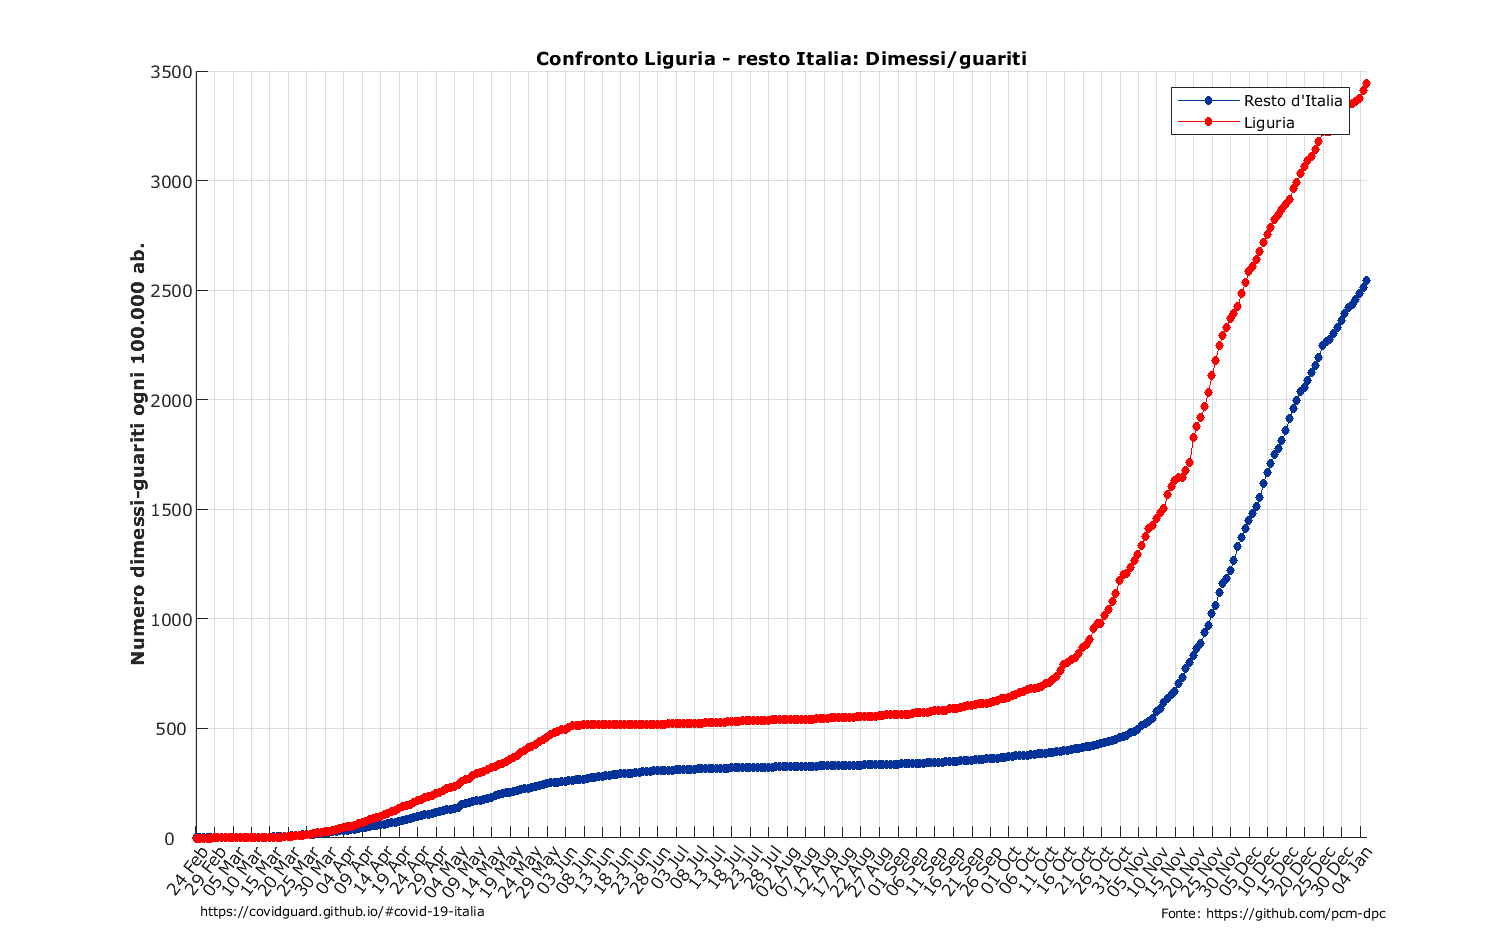 Confronto Liguria - resto Italia: Dimessi/guariti
Numero dimessi-guariti ogni 100.000 ab.
3500
3000
2500
2000
1500
1000
500
0
Resto d'Italia
Liguria
24 Feb
29 Feb
05 Mar
10 Mar
15 Mar
20 Mar
25 Mar
30 Mar
04 Apr
09 Apr
14 Apr
19 Apr
24 Apr
29 Apr
04 May
09 May
14 May
19 May
24 May
29 May
03 Jun
08 Jun
13 Jun
18 Jun
23 Jun
28 Jun
03 Jul
08 Jul
13 Jul
18 Jul
23 Jul
28 Jul
02 Aug
07 Aug
12 Aug
17 Aug
22 Aug
27 Aug
01 Sep
06 Sep
11 Sep
16 Sep
21 Sep
26 Sep
01 Oct
06 Oct
11 Oct
16 Oct
21 Oct
26 Oct
31 Oct
05 Nov
10 Nov
15 Nov
20 Nov
25 Nov
30 Nov
05 Dec
10 Dec
15 Dec
20 Dec
25 Dec
30 Dec
04 Jan
https://covidguard.github.io/#covid-19-italia
Fonte: https://github.com/pcm-dpc